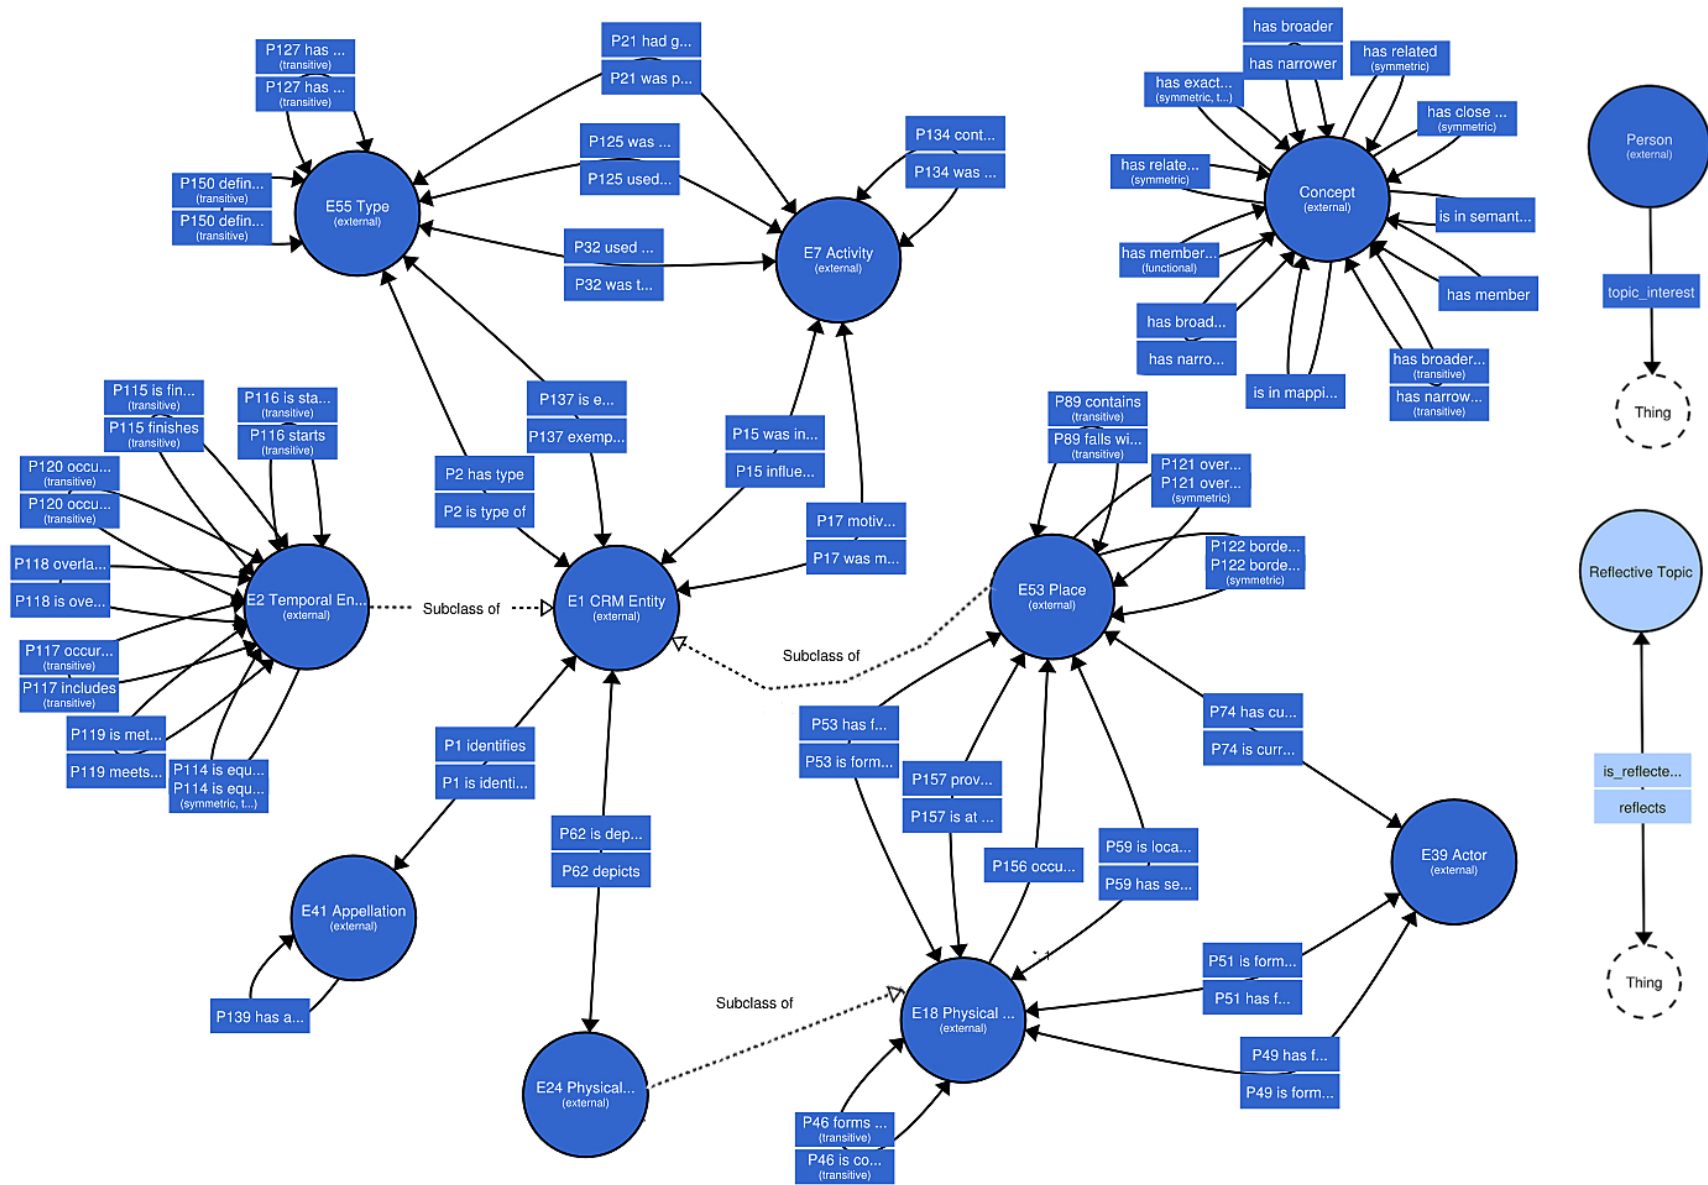 P127 has ...
(transitive)
P127 has ...
(transitive)
P21 had g...
P21 was p...
has broader
has narrower
has related
(symmetric)
has exact...
(symmetric, t...)
has close ...
(symmetric)
P125 was ...
P125 used...
P134 cont...
P134 was ...
Person
(external)
has relate...
(symmetric)
Concept
(external)
P150 defin...
(transitive)
P150 defin...
(transitive)
E55 Type
(external)
is in semant...
P32 used ...
P32 was t...
E7 Activity
(external)
has member...
(functional)
has member
topic_interest
has broad...
has narro...
has broader...
(transitive)
has narrow...
(transitive)
is in mappi...
Thing
P115 is fin...
(transitive)
P115 finishes
(transitive)
P116 is sta...
(transitive)
P116 starts
(transitive)
P137 is e...
P137 exemp...
P15 was in...
P15 influe...
P89 contains
(transitive)
P89 falls wi...
(transitive)
P120 occu...
(transitive)
P120 occu...
(transitive)
P2 has type
P2 is type of
P121 over...
P121 over...
(symmetric)
P17 motiv...
P17 was m...
P118 overla...
P118 is ove...
P122 borde...
P122 borde...
(symmetric)
Reflective Topic
E2 Temporal En...
(external)
Subclass of
E1 CRM Entity
(external)
E53 Place
(external)
Subclass of
P117 occur...
(transitive)
P117 includes
(transitive)
P119 is met...
P119 meets...
P114 is equ...
P114 is equ...
(symmetric, t...)
P1 identifies
P1 is identi...
P53 has f...
P53 is form...
P74 has cu...
P74 is curr...
P157 prov...
P157 is at ...
is_reflecte...
reflects
P62 is dep...
P62 depicts
P156 occu...
P59 is loca...
P59 has se...
E39 Actor
(external)
E41 Appellation
(external)
P139 has a...
P51 is form...
P51 has f...
Thing
Subclass of
E18 Physical ...
(external)
P49 has f...
P49 is form...
E24 Physical...
(external)
P46 forms ...
(transitive)
P46 is co...
(transitive)